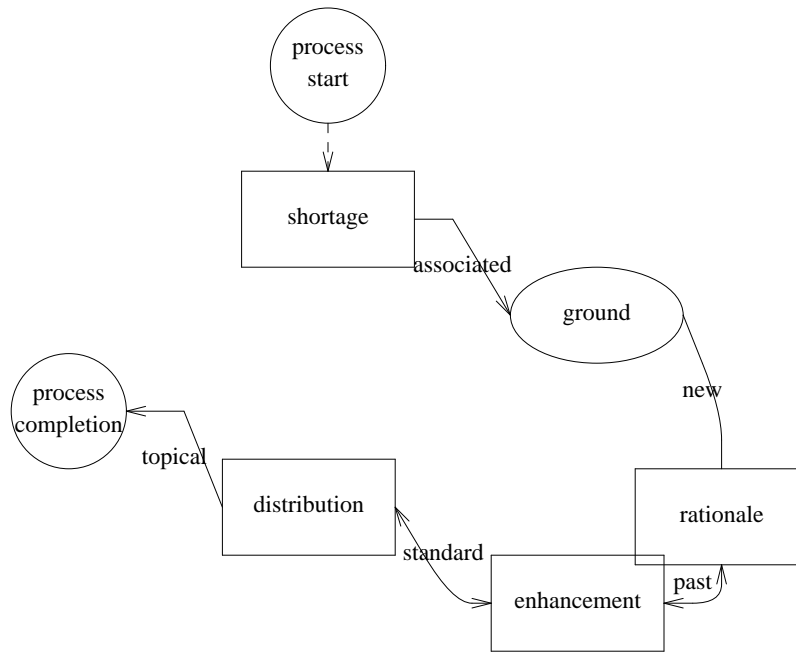 process
start
shortage
associated
ground
new
process
completion
topical
distribution
standard
rationale
past
enhancement